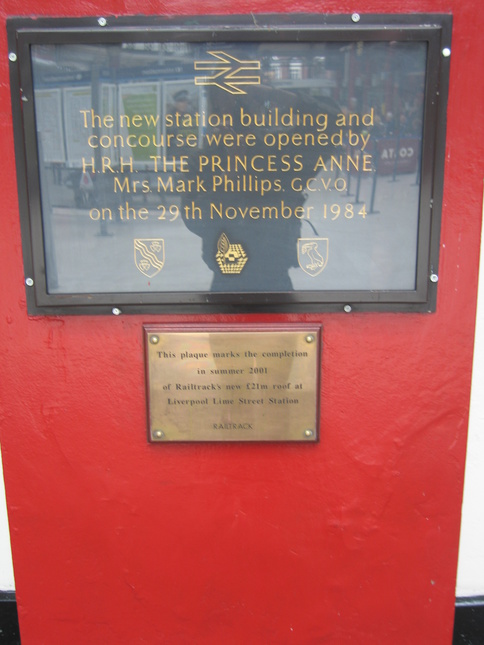 The new station building and
concourse were opened by
H.R.H. THE PRINCESS ANNE,
Mrs. Mark Phillips, G.C.V.O.
on the 29th November 1984
This plaque marks the completion
in summer 2001
of Railtrack's new £21m roof at
Liverpool Lime Street Station
RAILTRACK